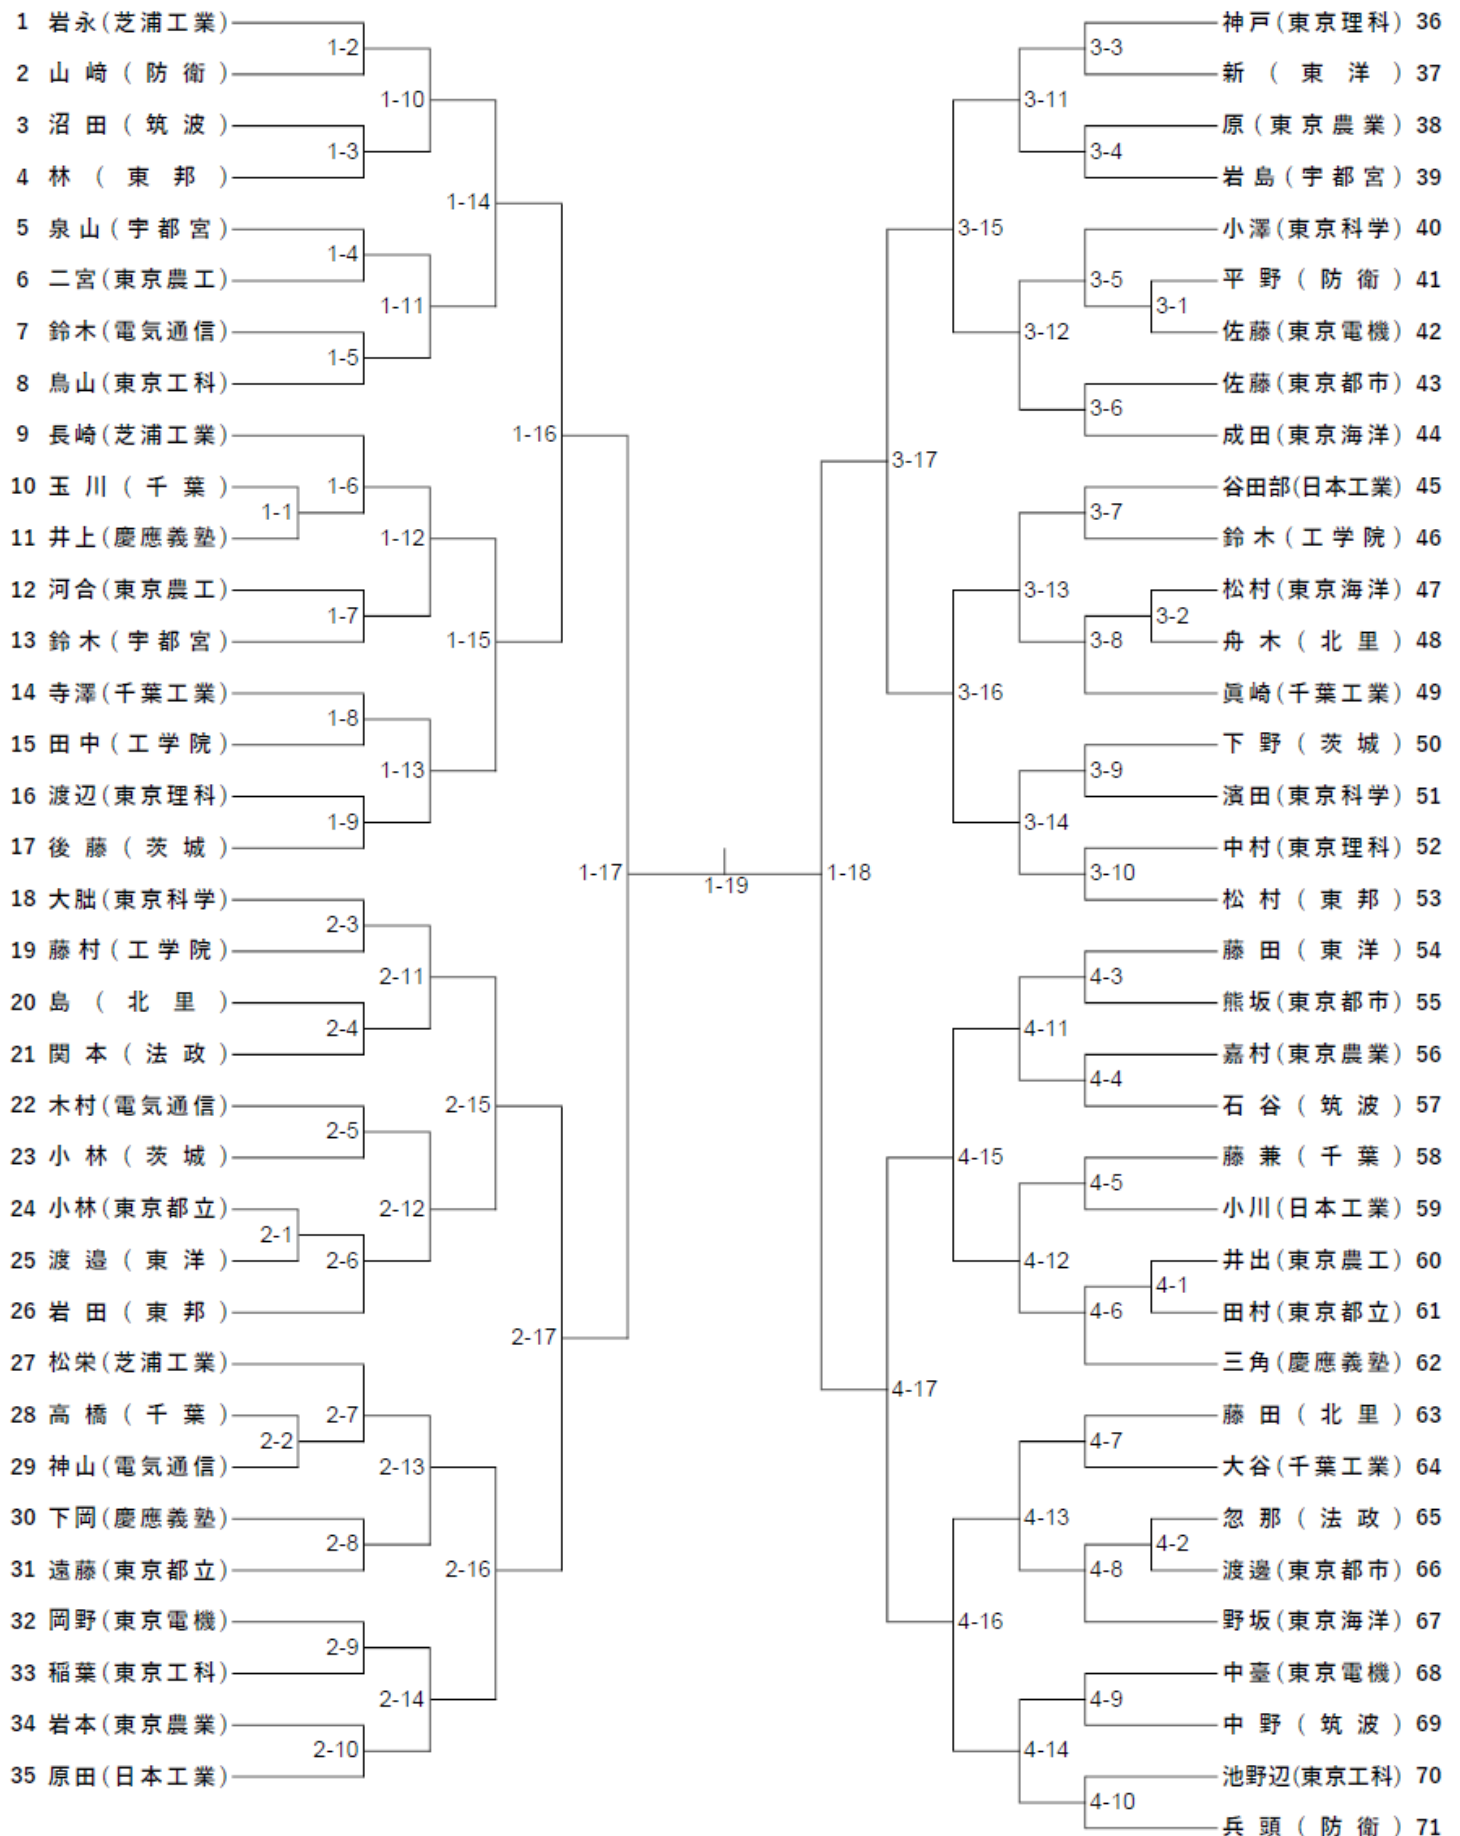 1 岩永(芝浦工業)
2 山﨑(防衛)
3 沼田(筑波)
4 林(東邦)
5 泉山(宇都宮)
6 二宮(東京農工)
7 鈴木(電気通信)
8 鳥山(東京工科)
9 長崎(芝浦工業)
10 玉川(千葉)
11 井上(慶應義塾)
12 河合(東京農工)
13 鈴木(宇都宮)
14 寺澤(千葉工業)
15 田中(工学院)
16 渡辺(東京理科)
17 後藤(茨城)
18 大朏(東京科学)
19 藤村(工学院)
20 島(北里)
21 関本(法政)
22 木村(電気通信)
23 小林(茨城)
24 小林(東京都立)
25 渡邉(東洋)
26 岩田(東邦)
27 松栄(芝浦工業)
28 高橋(千葉)
29 神山(電気通信)
30 下岡(慶應義塾)
31 遠藤(東京都立)
32 岡野(東京電機)
33 稲葉(東京工科)
34 岩本(東京農業)
35 原田(日本工業)
1-1
2-1
2-2
1-2
1-3
1-4
1-5
1-6
1-7
1-8
1-9
2-3
2-4
2-5
2-6
2-7
2-8
2-9
2-10
1-10
1-11
1-12
1-13
2-11
2-12
2-13
2-14
1-14
1-15
2-15
2-16
1-16
2-17
1-17
1-19
1-18
3-17
4-17
3-15
3-16
4-15
4-16
3-11
3-12
3-13
3-14
4-11
4-12
4-13
4-14
3-3
3-4
3-5
3-6
3-7
3-8
3-9
3-10
4-3
4-4
4-5
4-6
4-7
4-8
4-9
4-10
3-1
3-2
4-1
4-2
神戸(東京理科) 36
新(東洋) 37
原(東京農業) 38
岩島(宇都宮) 39
小澤(東京科学) 40
平野(防衛) 41
佐藤(東京電機) 42
佐藤(東京都市) 43
成田(東京海洋) 44
谷田部(日本工業) 45
鈴木(工学院) 46
松村(東京海洋) 47
舟木(北里) 48
眞崎(千葉工業) 49
下野(茨城) 50
濱田(東京科学) 51
中村(東京理科) 52
松村(東邦) 53
藤田(東洋) 54
熊坂(東京都市) 55
嘉村(東京農業) 56
石谷(筑波) 57
藤兼(千葉) 58
小川(日本工業) 59
井出(東京農工) 60
田村(東京都立) 61
三角(慶應義塾) 62
藤田(北里) 63
大谷(千葉工業) 64
忽那(法政) 65
渡邊(東京都市) 66
野坂(東京海洋) 67
中臺(東京電機) 68
中野(筑波) 69
池野辺(東京工科) 70
兵頭(防衛) 71